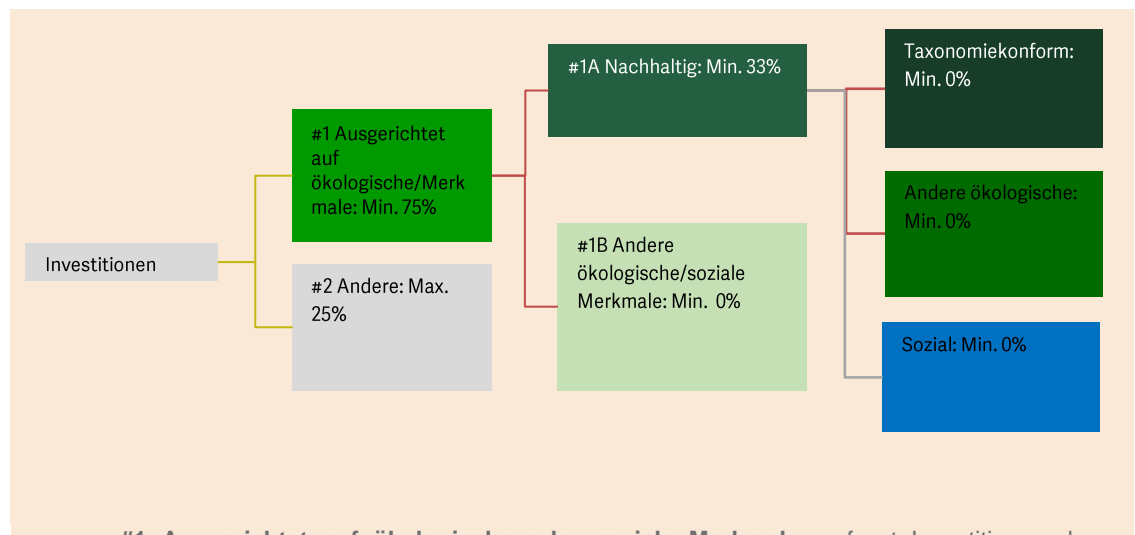 Investitionen
#1 Ausgerichtet
auf
ökologische/Merk
male: Min. 75%
#2 Andere: Max.
25%
#1A Nachhaltig: Min. 33%
#1B Andere
ökologische/soziale
Merkmale: Min.  0%
Taxonomiekonform:
Min. 0%
Andere ökologische:
Min. 0%
Sozial: Min. 0%